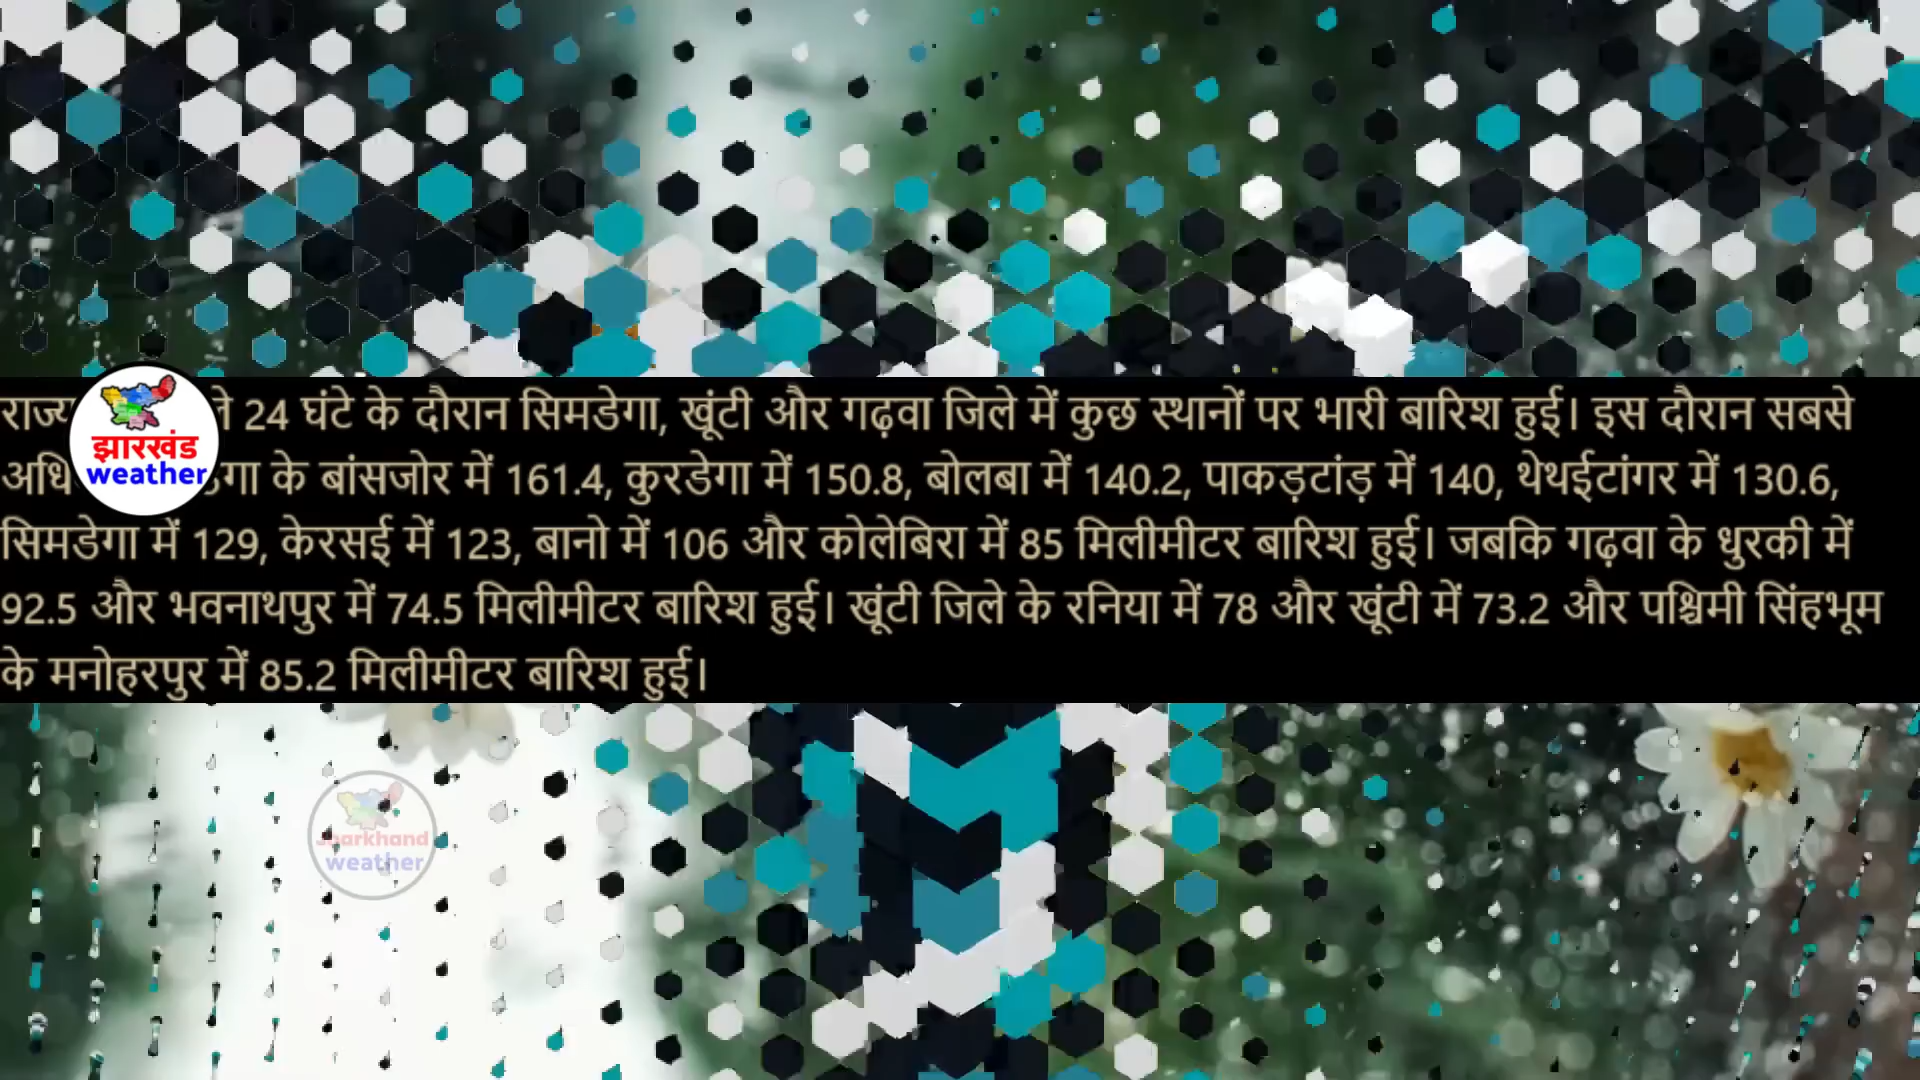 24 घंटे के दौरान सिमडेगा, खूंटी और गढ़वा जिले में कुछ स्थानों पर भारी बारिश हुई। इस दौरान सबसे
के बांसजोर में 161.4, कुरडेगा में 150.8, बोलबा में 140.2, पाकड़टांड़ में 140, थेथईटांगर में 130.6,
सिमडेगा में 129, केरसई में 123, बानो में 106 और कोलेबिरा में 85 मिलीमीटर बारिश हुई। जबकि गढ़वा के धुरकी में
92.5 और भवनाथपुर में 74.5 मिलीमीटर बारिश हुई। खूंटी जिले के रनिया में 78 और खूंटी में 73.2 और पश्चिमी सिंहभूम
के मनोहरपुर में 85.2 मिलीमीटर बारिश हुई।
झारखंड
weather
Jharkhand
weather